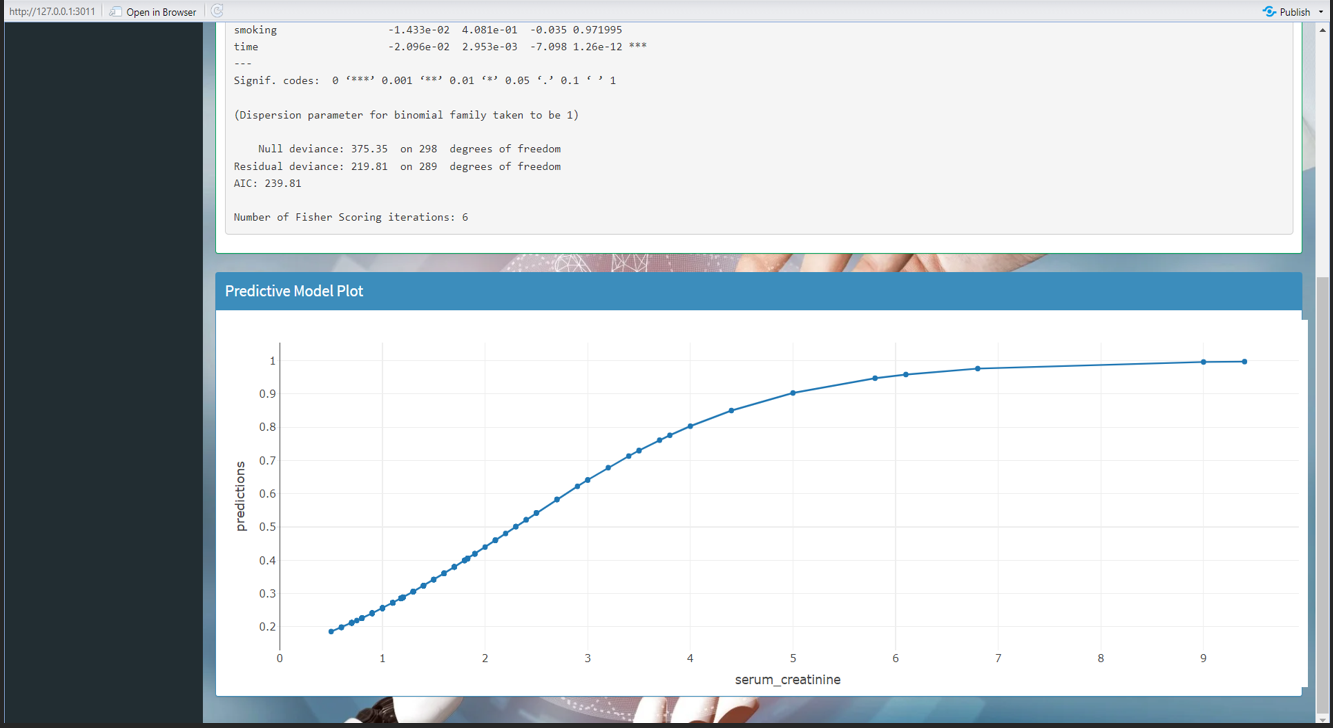 http://127.0.0.1:3011 Open in Browser Publish
smoking -1.433e-02 4.081e-01 -0.035 0.971995
time -2.096e-02 2.953e-03 -7.098 1.26e-12 ***
---
Signif. codes: 0 ‘***’ 0.001 ‘**’ 0.01 ‘*’ 0.05 ‘.’ 0.1 ‘ ’ 1
(Dispersion parameter for binomial family taken to be 1)
Null deviance: 375.35 on 298 degrees of freedom
Residual deviance: 219.81 on 289 degrees of freedom
AIC: 239.81
Number of Fisher Scoring iterations: 6
Predictive Model Plot
1
0.9
0.8
0.7
0.6
0.5
0.4
0.3
0.2
predictions
0 1 2 3 4 5 6 7 8 9
serum_creatinine